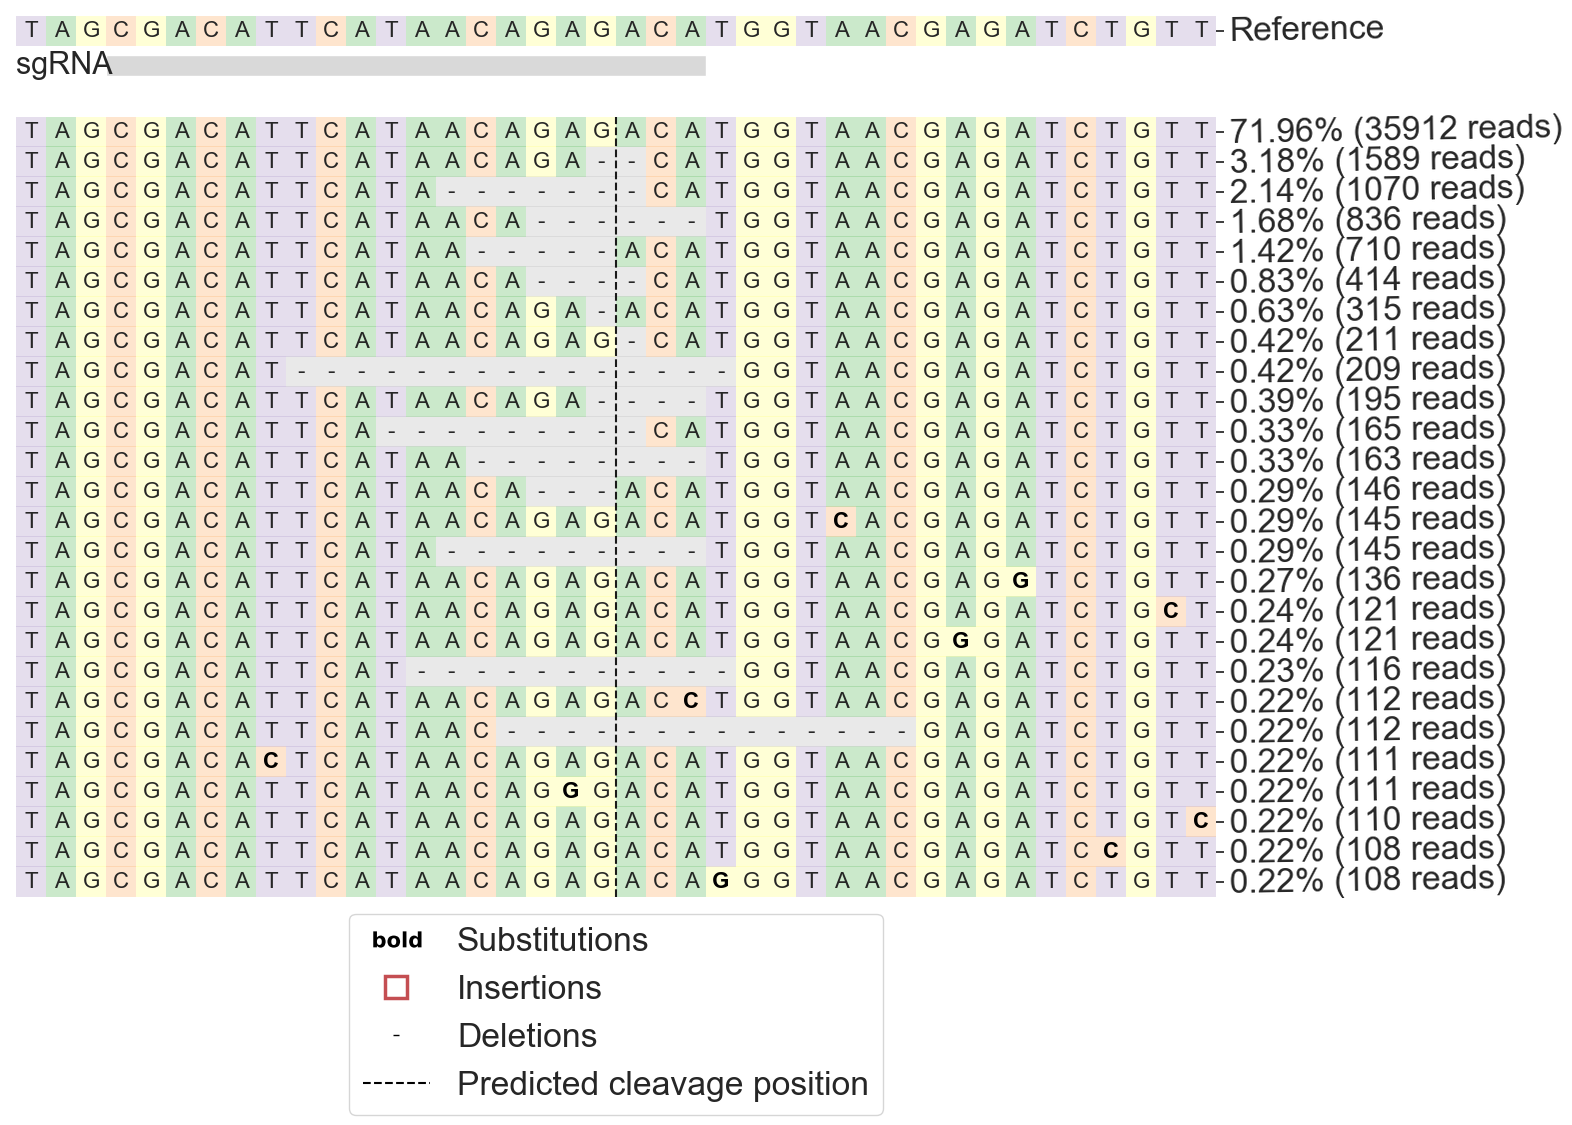 T A G C G A C A T T C A T A A C A G A G A C A T G G T A A C G A G A T C T G T T Reference
sgRNA
T A G C G A C A T T C A T A A C A G A G A C A T G G T A A C G A G A T C T G T T 71.96% (35912 reads)
T A G C G A C A T T C A T A A C A G A - - C A T G G T A A C G A G A T C T G T T 3.18% (1589 reads)
T A G C G A C A T T C A T A - - - - - - - C A T G G T A A C G A G A T C T G T T 2.14% (1070 reads)
T A G C G A C A T T C A T A A C A - - - - - - T G G T A A C G A G A T C T G T T 1.68% (836 reads)
T A G C G A C A T T C A T A A - - - - - A C A T G G T A A C G A G A T C T G T T 1.42% (710 reads)
T A G C G A C A T T C A T A A C A - - - - C A T G G T A A C G A G A T C T G T T 0.83% (414 reads)
T A G C G A C A T T C A T A A C A G A - A C A T G G T A A C G A G A T C T G T T 0.63% (315 reads)
T A G C G A C A T T C A T A A C A G A G - C A T G G T A A C G A G A T C T G T T 0.42% (211 reads)
T A G C G A C A T - - - - - - - - - - - - - - - G G T A A C G A G A T C T G T T 0.42% (209 reads)
T A G C G A C A T T C A T A A C A G A - - - - T G G T A A C G A G A T C T G T T 0.39% (195 reads)
T A G C G A C A T T C A - - - - - - - - - C A T G G T A A C G A G A T C T G T T 0.33% (165 reads)
T A G C G A C A T T C A T A A - - - - - - - - T G G T A A C G A G A T C T G T T 0.33% (163 reads)
T A G C G A C A T T C A T A A C A - - - A C A T G G T A A C G A G A T C T G T T 0.29% (146 reads)
T A G C G A C A T T C A T A A C A G A G A C A T G G T C A C G A G A T C T G T T 0.29% (145 reads)
T A G C G A C A T T C A T A - - - - - - - - - T G G T A A C G A G A T C T G T T 0.29% (145 reads)
T A G C G A C A T T C A T A A C A G A G A C A T G G T A A C G A G G T C T G T T 0.27% (136 reads)
T A G C G A C A T T C A T A A C A G A G A C A T G G T A A C G A G A T C T G C T 0.24% (121 reads)
T A G C G A C A T T C A T A A C A G A G A C A T G G T A A C G G G A T C T G T T 0.24% (121 reads)
T A G C G A C A T T C A T - - - - - - - - - - - G G T A A C G A G A T C T G T T 0.23% (116 reads)
T A G C G A C A T T C A T A A C A G A G A C C T G G T A A C G A G A T C T G T T 0.22% (112 reads)
T A G C G A C A T T C A T A A C - - - - - - - - - - - - - - G A G A T C T G T T 0.22% (112 reads)
T A G C G A C A C T C A T A A C A G A G A C A T G G T A A C G A G A T C T G T T 0.22% (111 reads)
T A G C G A C A T T C A T A A C A G G G A C A T G G T A A C G A G A T C T G T T 0.22% (111 reads)
T A G C G A C A T T C A T A A C A G A G A C A T G G T A A C G A G A T C T G T C 0.22% (110 reads)
T A G C G A C A T T C A T A A C A G A G A C A T G G T A A C G A G A T C C G T T 0.22% (108 reads)
T A G C G A C A T T C A T A A C A G A G A C A G G G T A A C G A G A T C T G T T 0.22% (108 reads)
bold Substitutions
Insertions
- Deletions
Predicted cleavage position